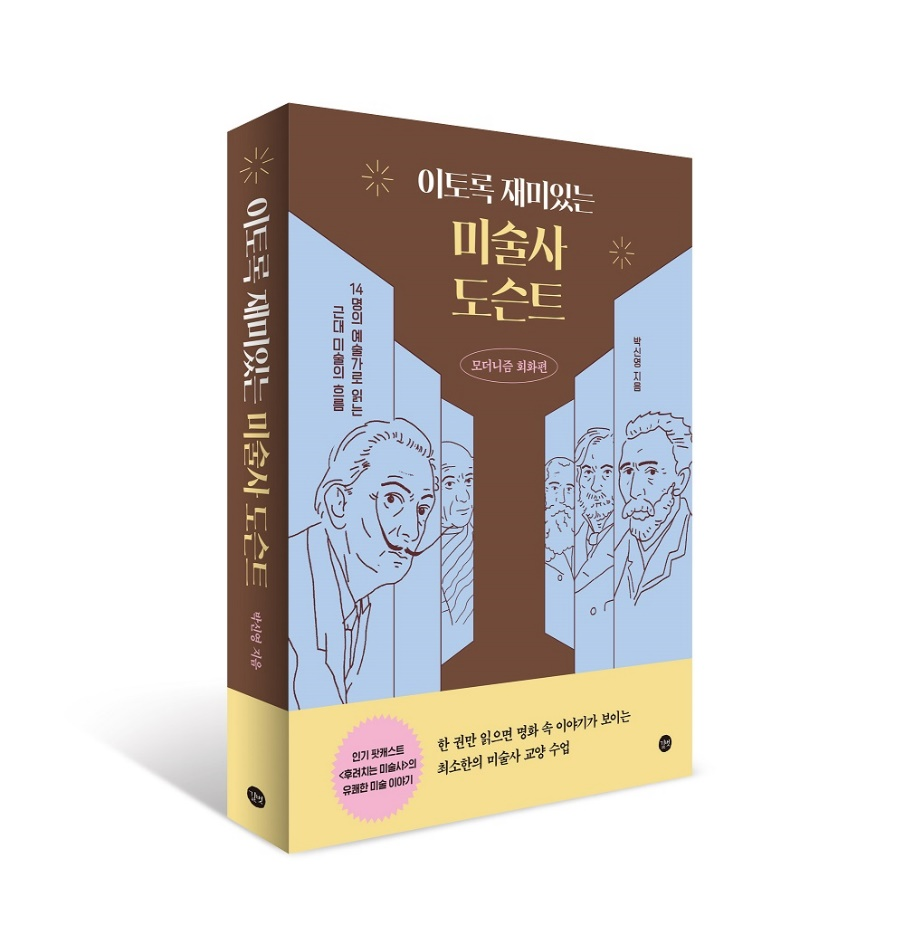 이토록 재미있는
미술사
도슨트
모더니즘 회화편
14명의 예술가로 읽는
근대 미술의 흐름
박신영 지음
한 권만 읽으면 명화 속 이야기가 보이는
최소한의 미술사 교양 수업
인기 팟캐스트
<후려치는 미술사>의
유쾌한 미술 이야기
길벗
이토록 재미있는 미술사 도슨트
박신영 지음
길벗